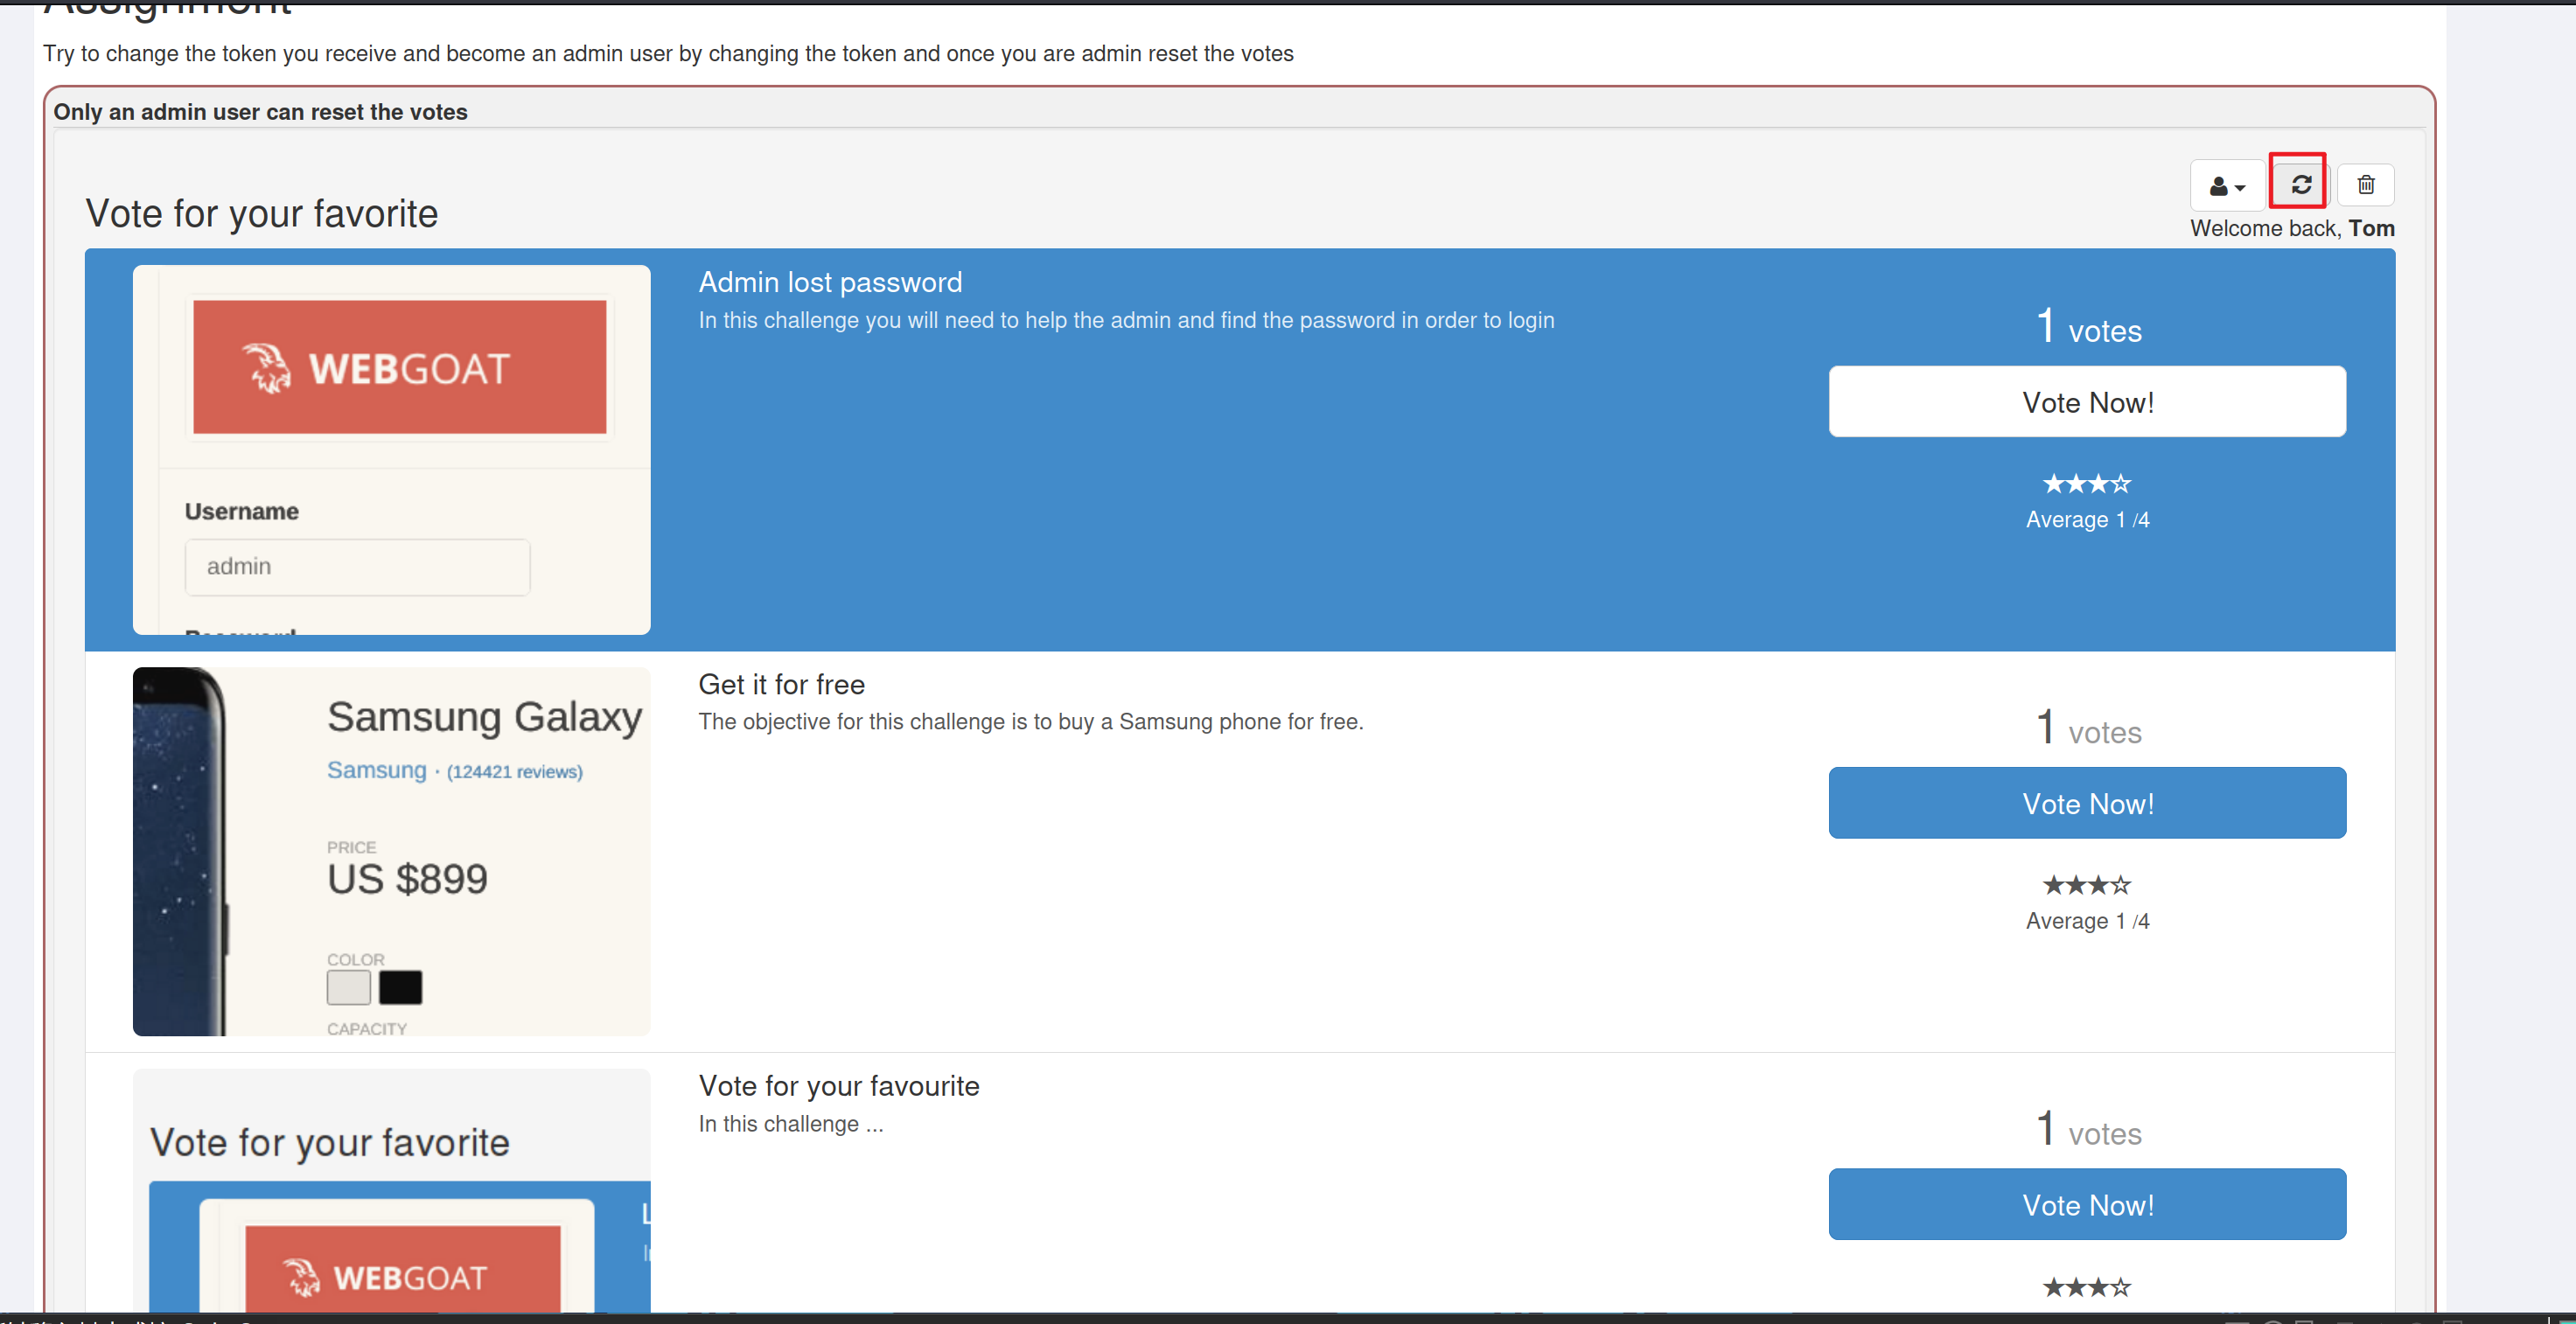 Assignment
Try to change the token you receive and become an admin user by changing the token and once you are admin reset the votes
Only an admin user can reset the votes
Vote for your favorite
Welcome back, Tom
WEBGOAT
Username
admin
Password
Admin lost password
In this challenge you will need to help the admin and find the password in order to login
1 votes
Vote Now!
Average 1 /4
Samsung Galaxy
Samsung · (124421 reviews)
PRICE
US $899
COLOR
CAPACITY
Get it for free
The objective for this challenge is to buy a Samsung phone for free.
1 votes
Vote Now!
Average 1 /4
Vote for your favorite
WEBGOAT
Vote for your favourite
In this challenge ...
1 votes
Vote Now!